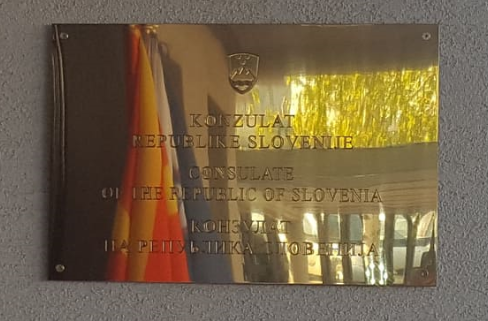 KONZULAT
REPUBLIKE SLOVENIJE
CONSULATE
OF THE REPUBLIC OF SLOVENIA
КОНЗУЛАТ
НА РЕПУБЛИКА СЛОВЕНИЈА